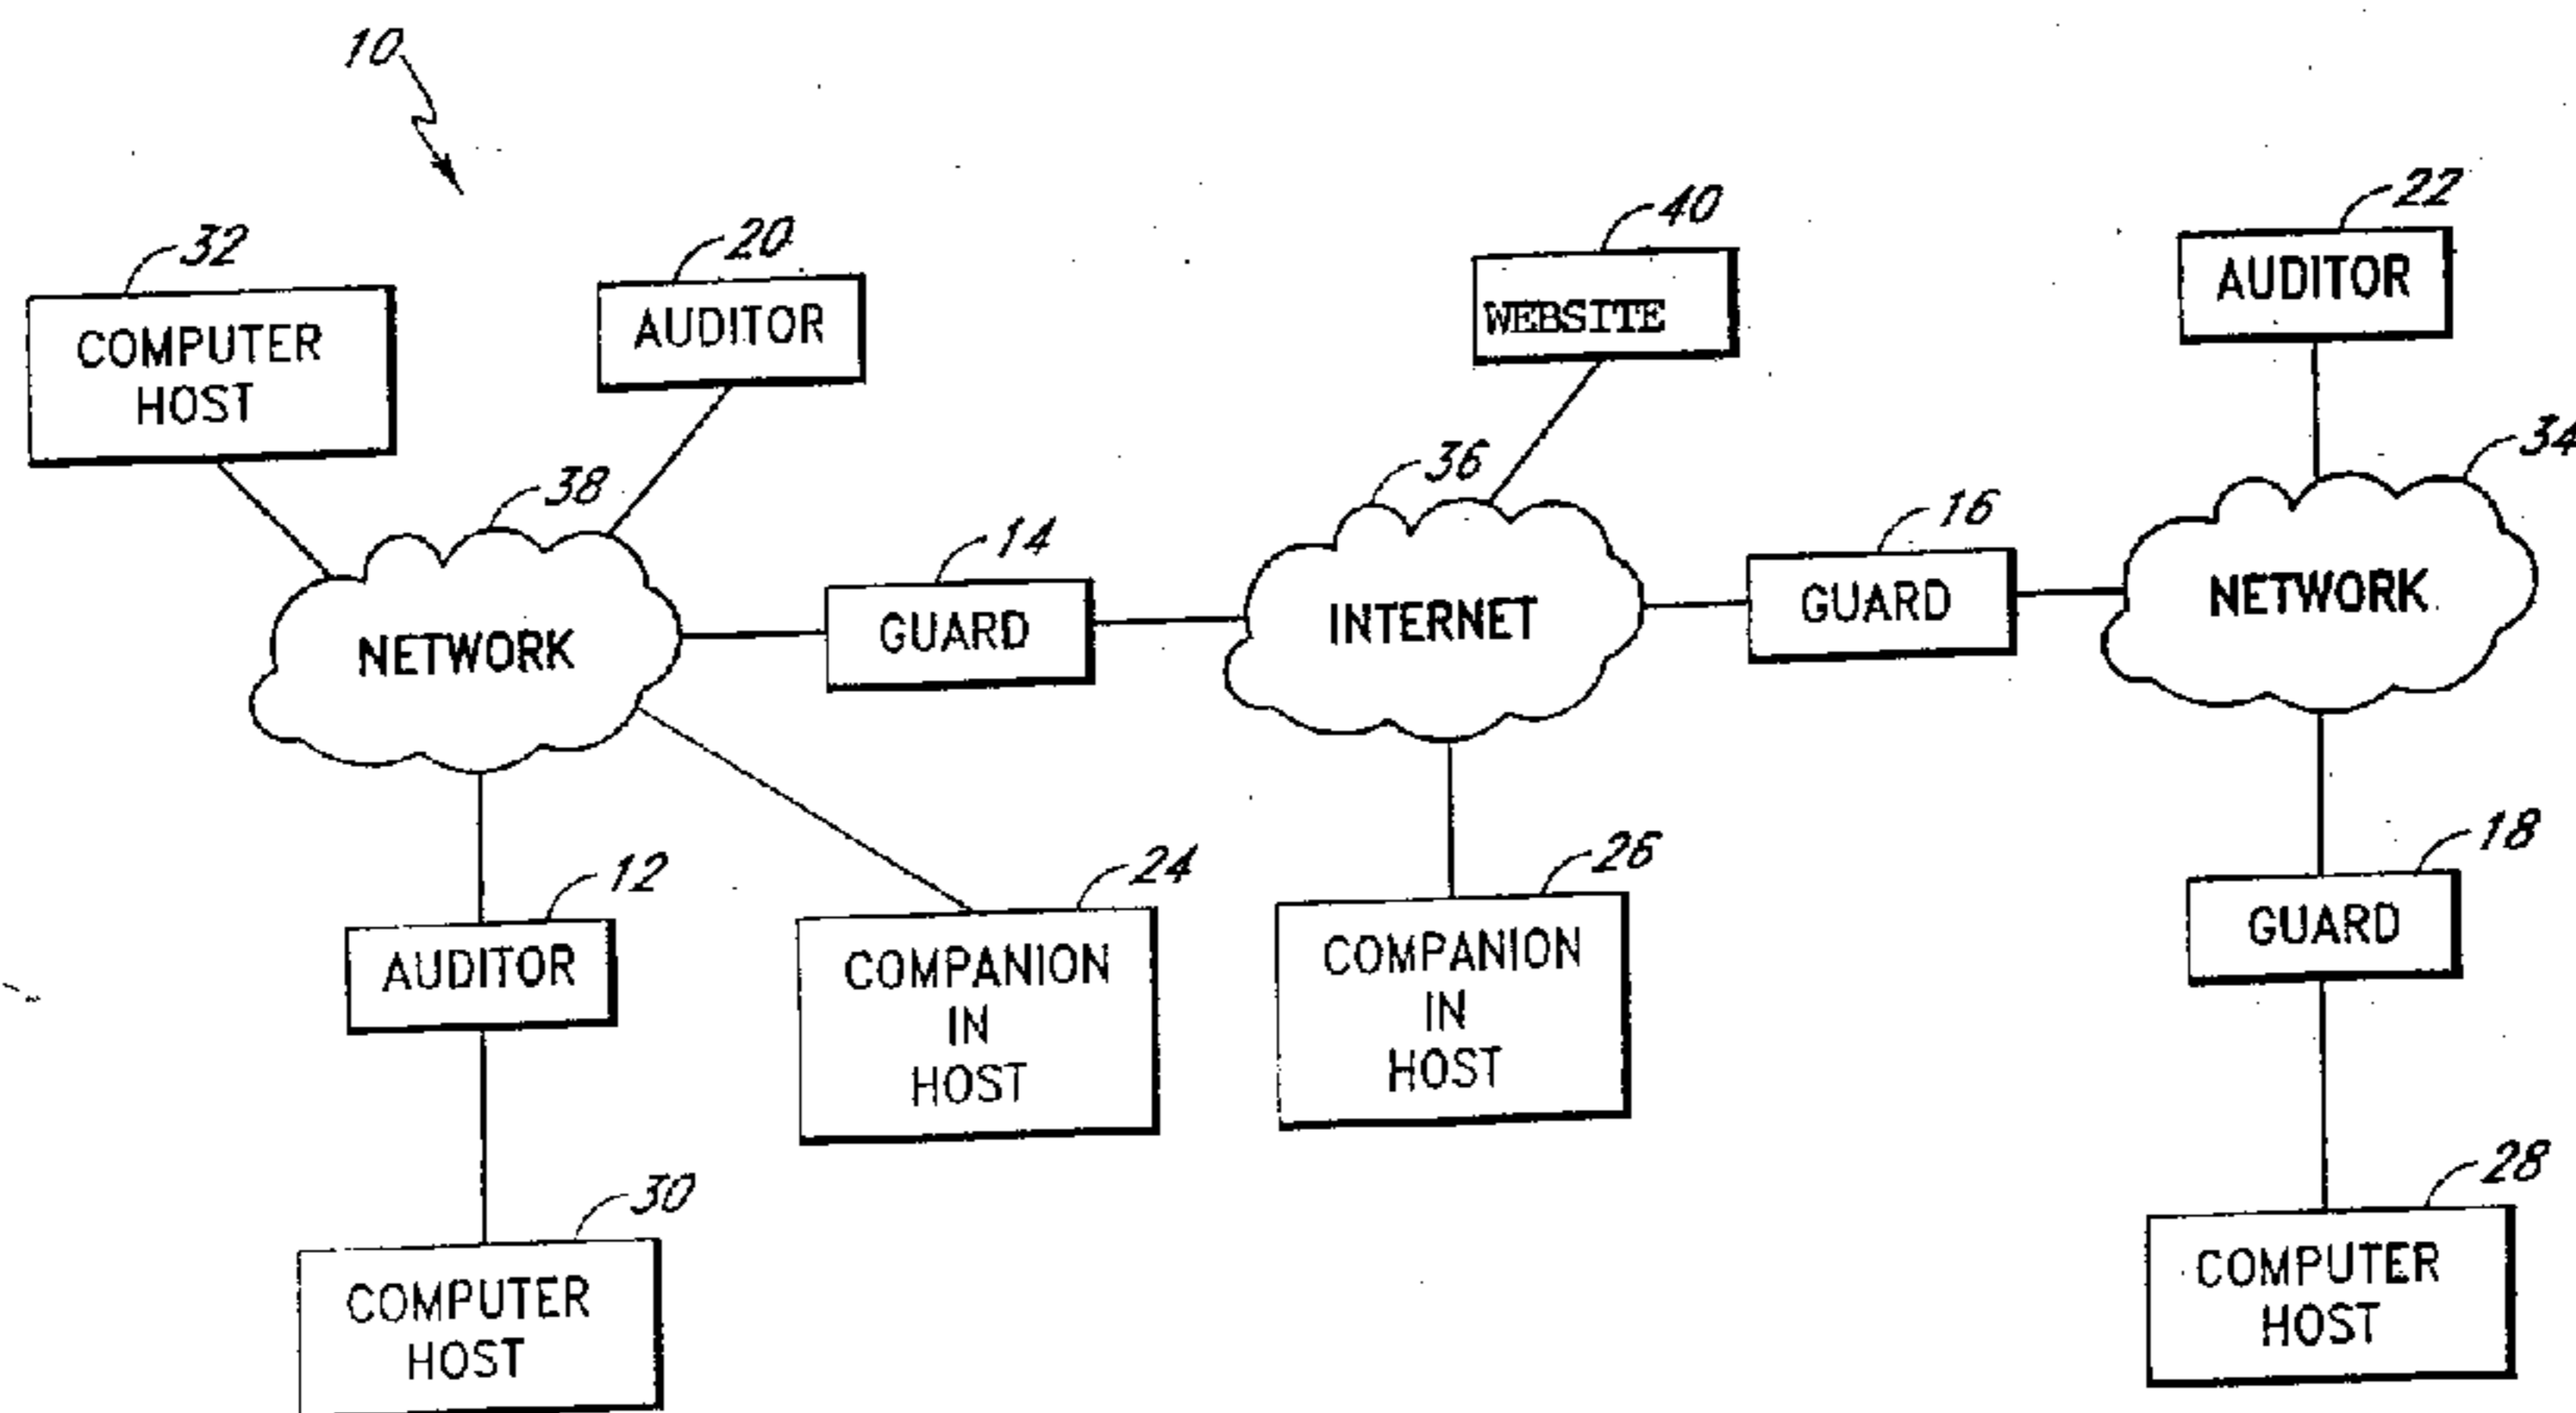 10
32
COMPUTER
HOST
20
AUDITOR
40
WEBSITE
22
AUDITOR
38
NETWORK
14
GUARD
36
INTERNET
16
GUARD
34
NETWORK
12
AUDITOR
24
COMPANION
IN
HOST
26
COMPANION
IN
HOST
18
GUARD
30
COMPUTER
HOST
28
COMPUTER
HOST